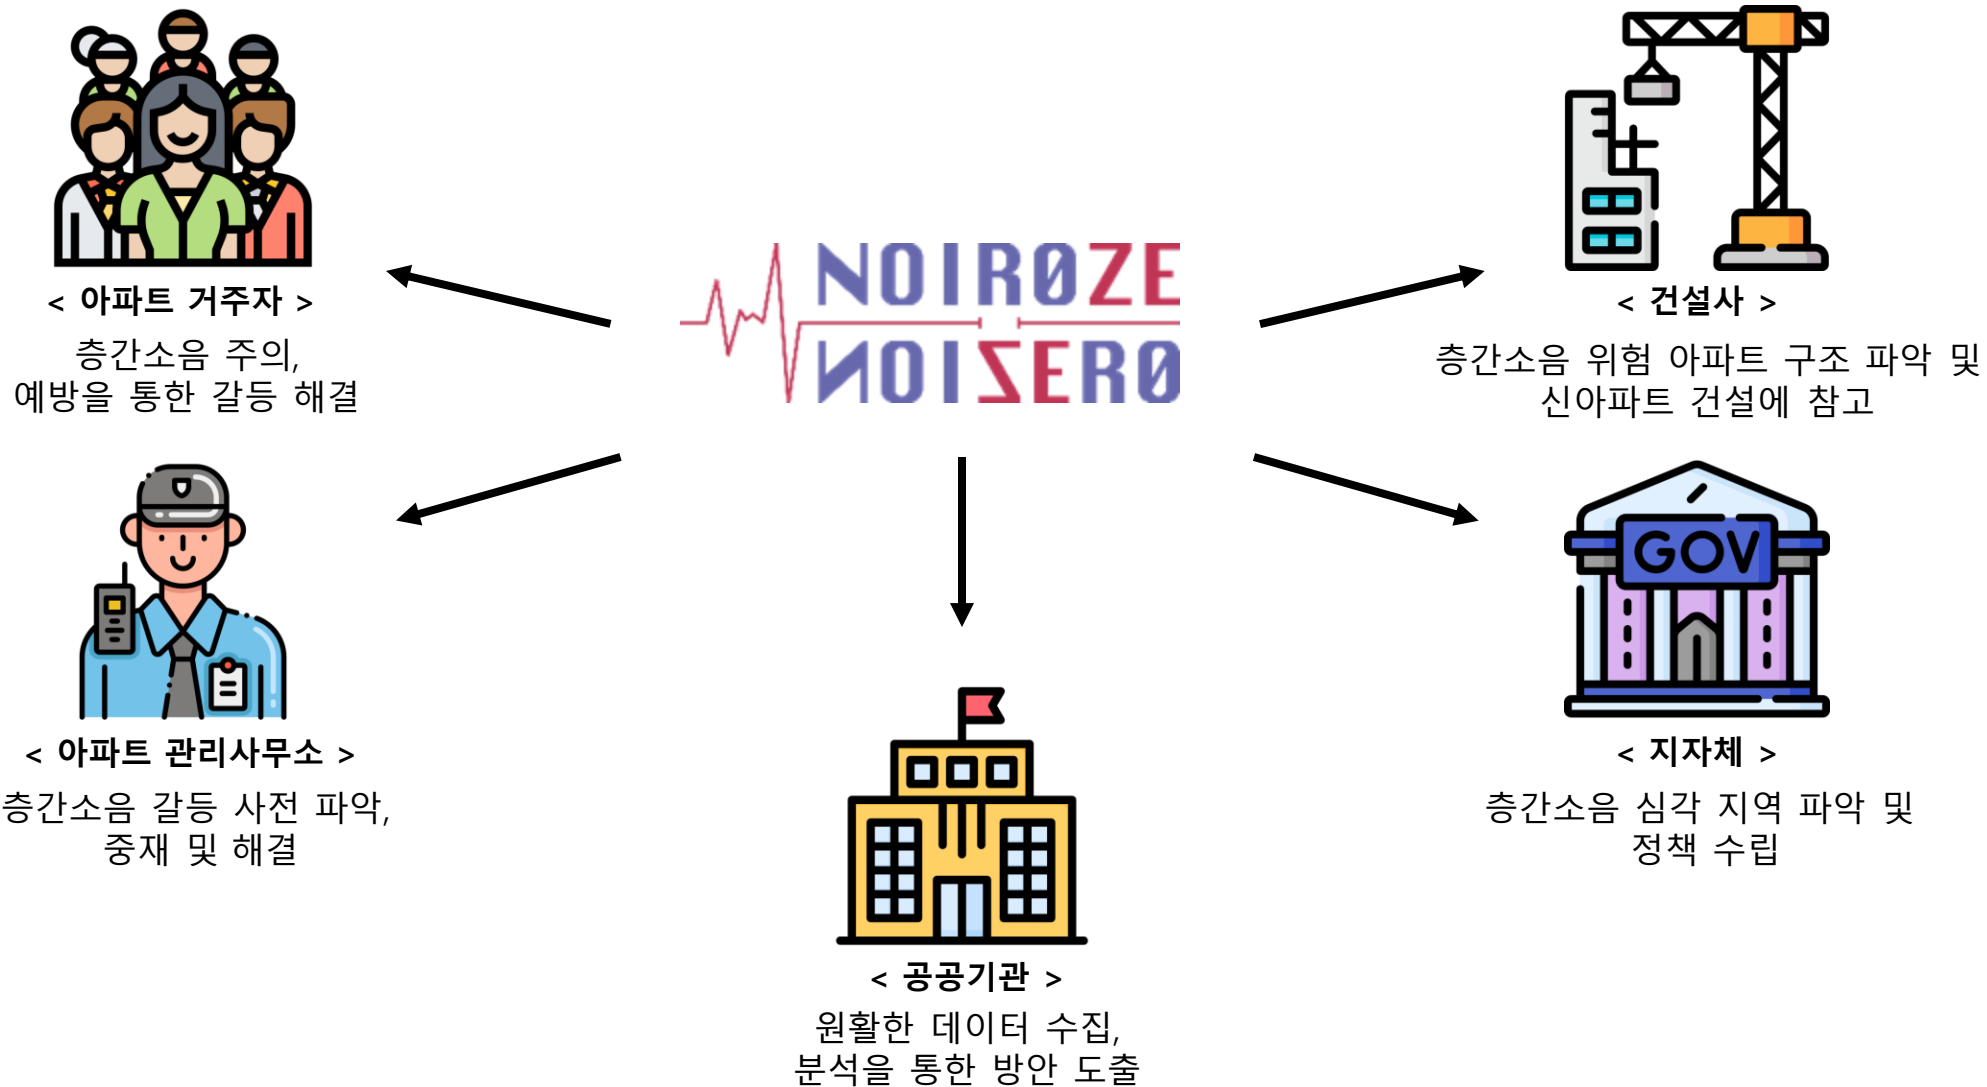 NOIR0ZE
NOIZER0
< 아파트 거주자 >
층간소음 주의,
예방을 통한 갈등 해결
< 건설사 >
층간소음 위험 아파트 구조 파악 및
신아파트 건설에 참고
< 아파트 관리사무소 >
층간소음 갈등 사전 파악,
중재 및 해결
GOV
< 지자체 >
층간소음 심각 지역 파악 및
정책 수립
< 공공기관 >
원활한 데이터 수집,
분석을 통한 방안 도출